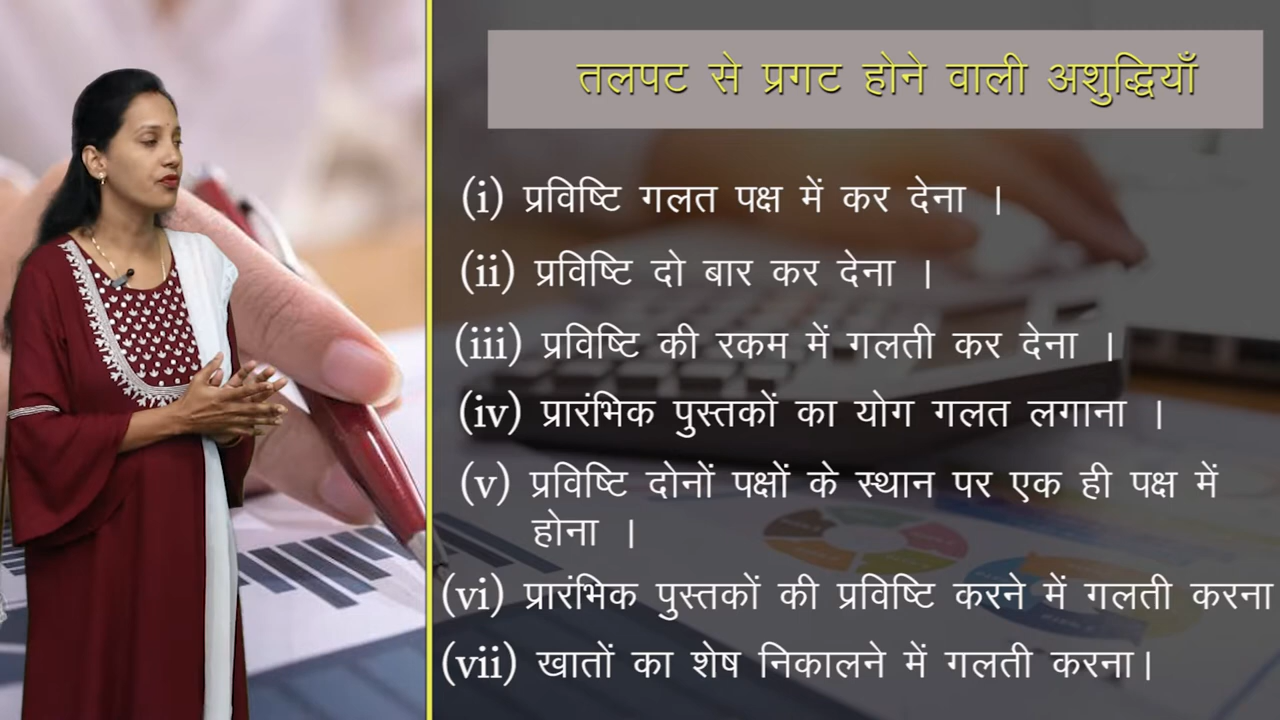 तलपट से प्रगट होने वाली अशुद्धियाँ
(i) प्रविष्टि गलत पक्ष में कर देना ।
(ii) प्रविष्टि दो बार कर देना ।
(iii) प्रविष्टि की रकम में गलती कर देना ।
(iv) प्रारंभिक पुस्तकों का योग गलत लगाना ।
(v) प्रविष्टि दोनों पक्षों के स्थान पर एक ही पक्ष में
होना ।
(vi) प्रारंभिक पुस्तकों की प्रविष्टि करने में गलती करना
(vii) खातों का शेष निकालने में गलती करना।